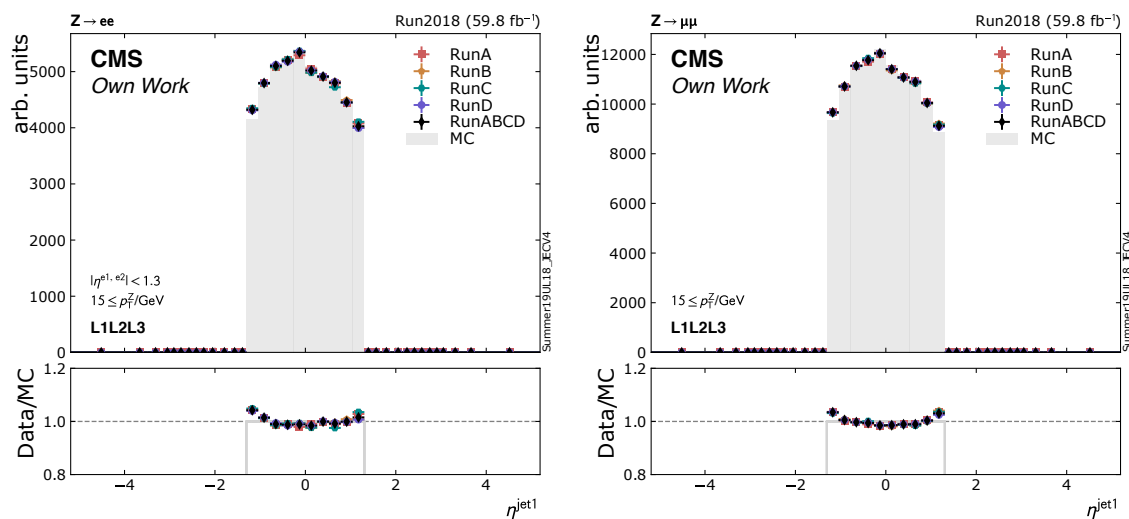 Z → ee
Run2018 (59.8 fb⁻¹)
arb. units
5000
4000
3000
2000
1000
0
CMS
Own Work
RunA
RunB
RunC
RunD
RunABCD
MC
|η^{e1, e2}| < 1.3
15 ≤ p_T^Z/GeV
L1L2L3
Summer19UL18_JECV4
Data/MC
1.2
1.0
0.8
−4 −2 0 2 4
η^{jet1}
Z → μμ
Run2018 (59.8 fb⁻¹)
arb. units
12000
10000
8000
6000
4000
2000
0
CMS
Own Work
RunA
RunB
RunC
RunD
RunABCD
MC
15 ≤ p_T^Z/GeV
L1L2L3
Summer19UL18_JECV4
Data/MC
1.2
1.0
0.8
−4 −2 0 2 4
η^{jet1}